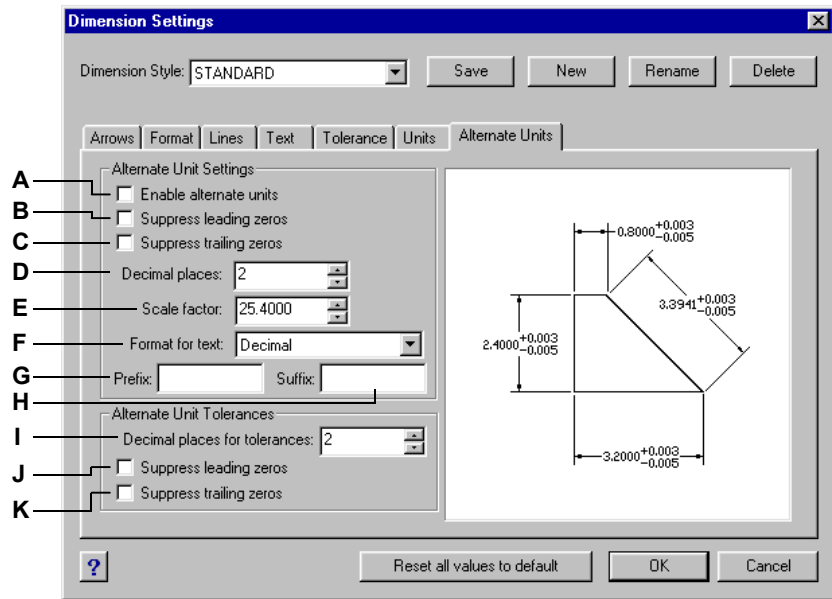 Dimension Settings
Dimension Style: STANDARD Save New Rename Delete
Arrows Format Lines Text Tolerance Units Alternate Units
Alternate Unit Settings
A Enable alternate units
B Suppress leading zeros
C Suppress trailing zeros
D Decimal places: 2
E Scale factor: 25.4000
F Format for text: Decimal
G Prefix: Suffix:
H
Alternate Unit Tolerances
I Decimal places for tolerances: 2
J Suppress leading zeros
K Suppress trailing zeros
0.8000 +0.003 -0.005
3.3941 +0.003 -0.005
2.4000 +0.003 -0.005
3.2000 +0.003 -0.005
? Reset all values to default OK Cancel